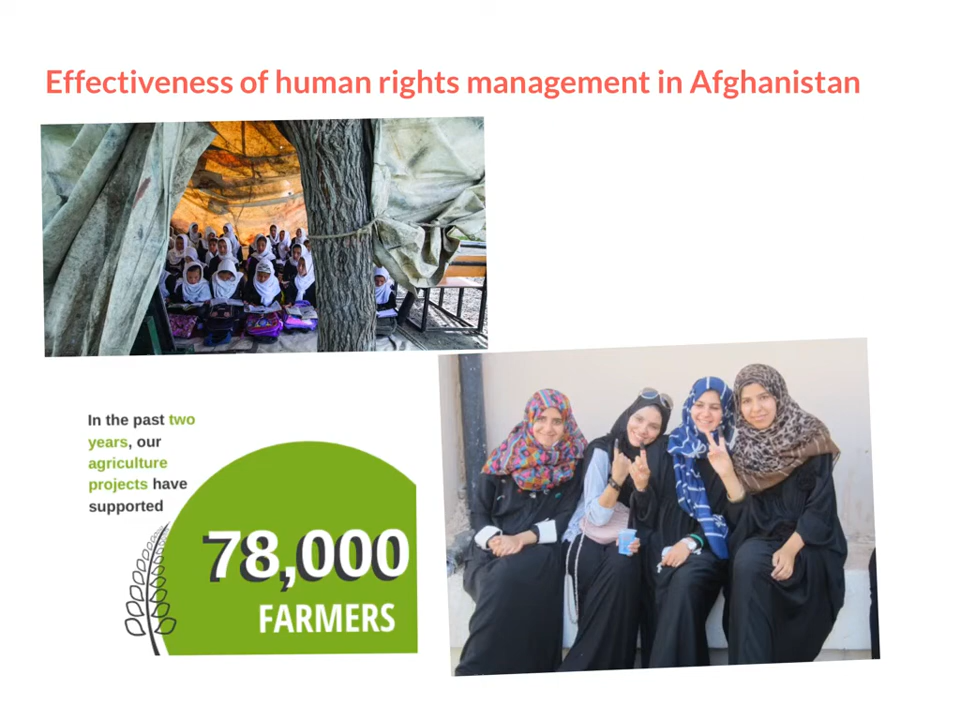 Effectiveness of human rights management in Afghanistan
In the past two
years, our
agriculture
projects have
supported
78,000
FARMERS